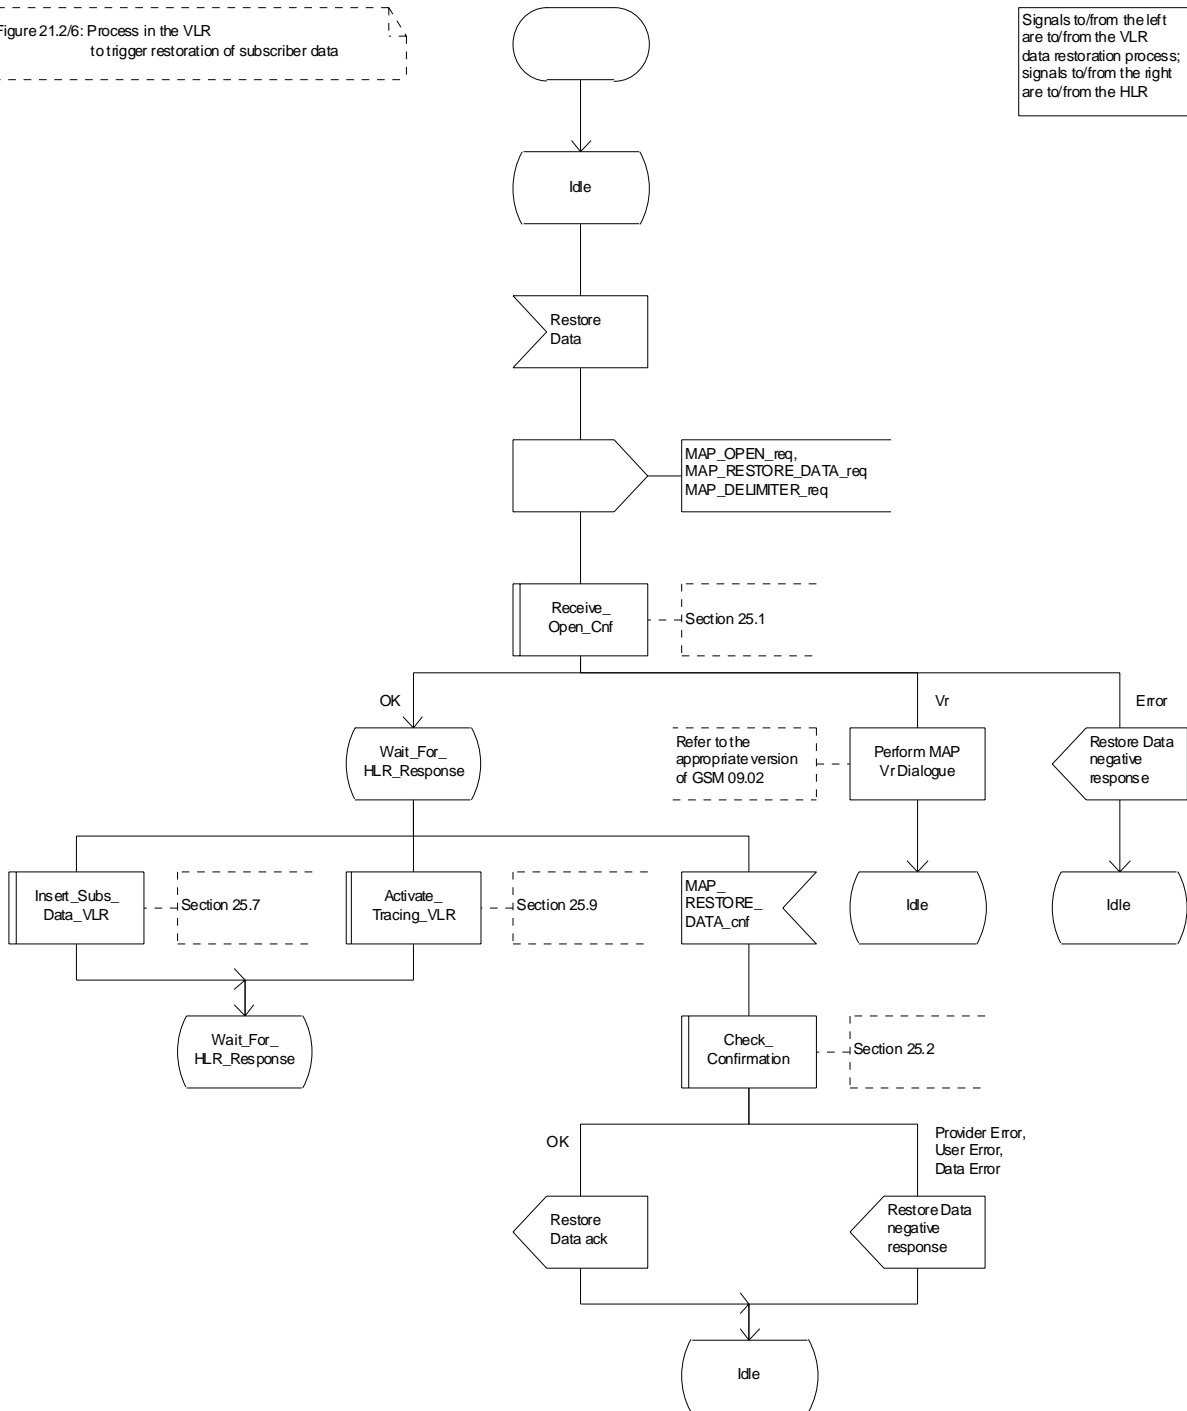 Figure 21.2/6: Process in the VLR
to trigger restoration of subscriber data
Signals to/from the left
are to/from the VLR
data restoration process;
signals to/from the right
are to/from the HLR
Idle
Restore
Data
MAP_OPEN_req,
MAP_RESTORE_DATA_req
MAP_DELIMITER_req
Receive_
Open_Cnf
Section 25.1
OK
Vr
Error
Wait_For_
HLR_Response
Refer to the
appropriate version
of GSM 09.02
Perform MAP
Vr Dialogue
Restore Data
negative
response
Insert_Subs_
Data_VLR
Section 25.7
Activate_
Tracing_VLR
Section 25.9
MAP_
RESTORE_
DATA_cnf
Idle
Idle
Wait_For_
HLR_Response
Check_
Confirmation
Section 25.2
OK
Provider Error,
User Error,
Data Error
Restore
Data ack
Restore Data
negative
response
Idle